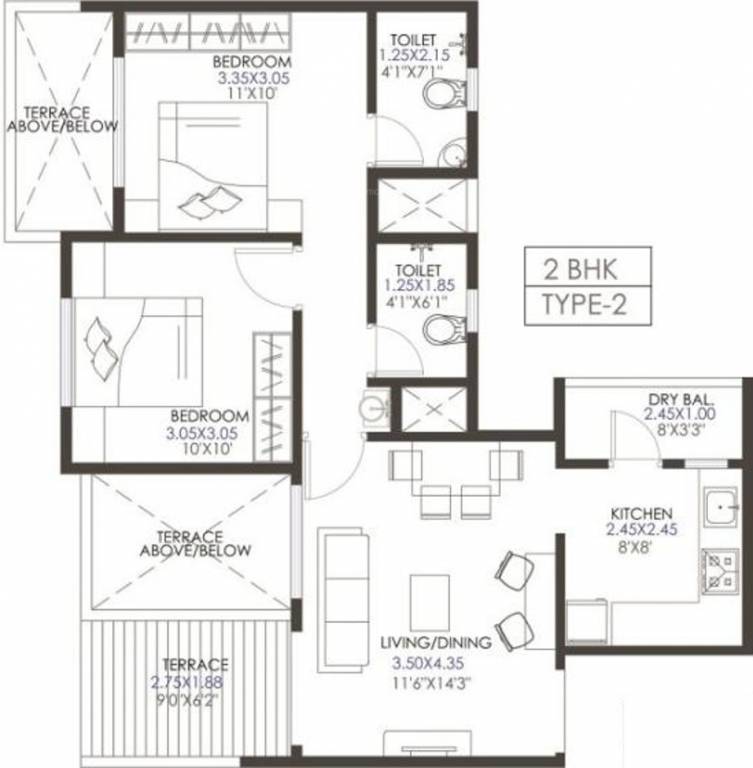 BEDROOM
3.35X3.05
11'X10'
TOILET
1.25X2.15
4'1"X7'1"
TERRACE
ABOVE/BELOW
TOILET
1.25X1.85
4'1"X6'1"
2 BHK
TYPE-2
BEDROOM
3.05X3.05
10'X10'
DRY BAL.
2.45X1.00
8'X3'3"
KITCHEN
2.45X2.45
8'X8'
TERRACE
ABOVE/BELOW
LIVING/DINING
3.50X4.35
11'6"X14'3"
TERRACE
2.75X1.88
9'0"X6'2"